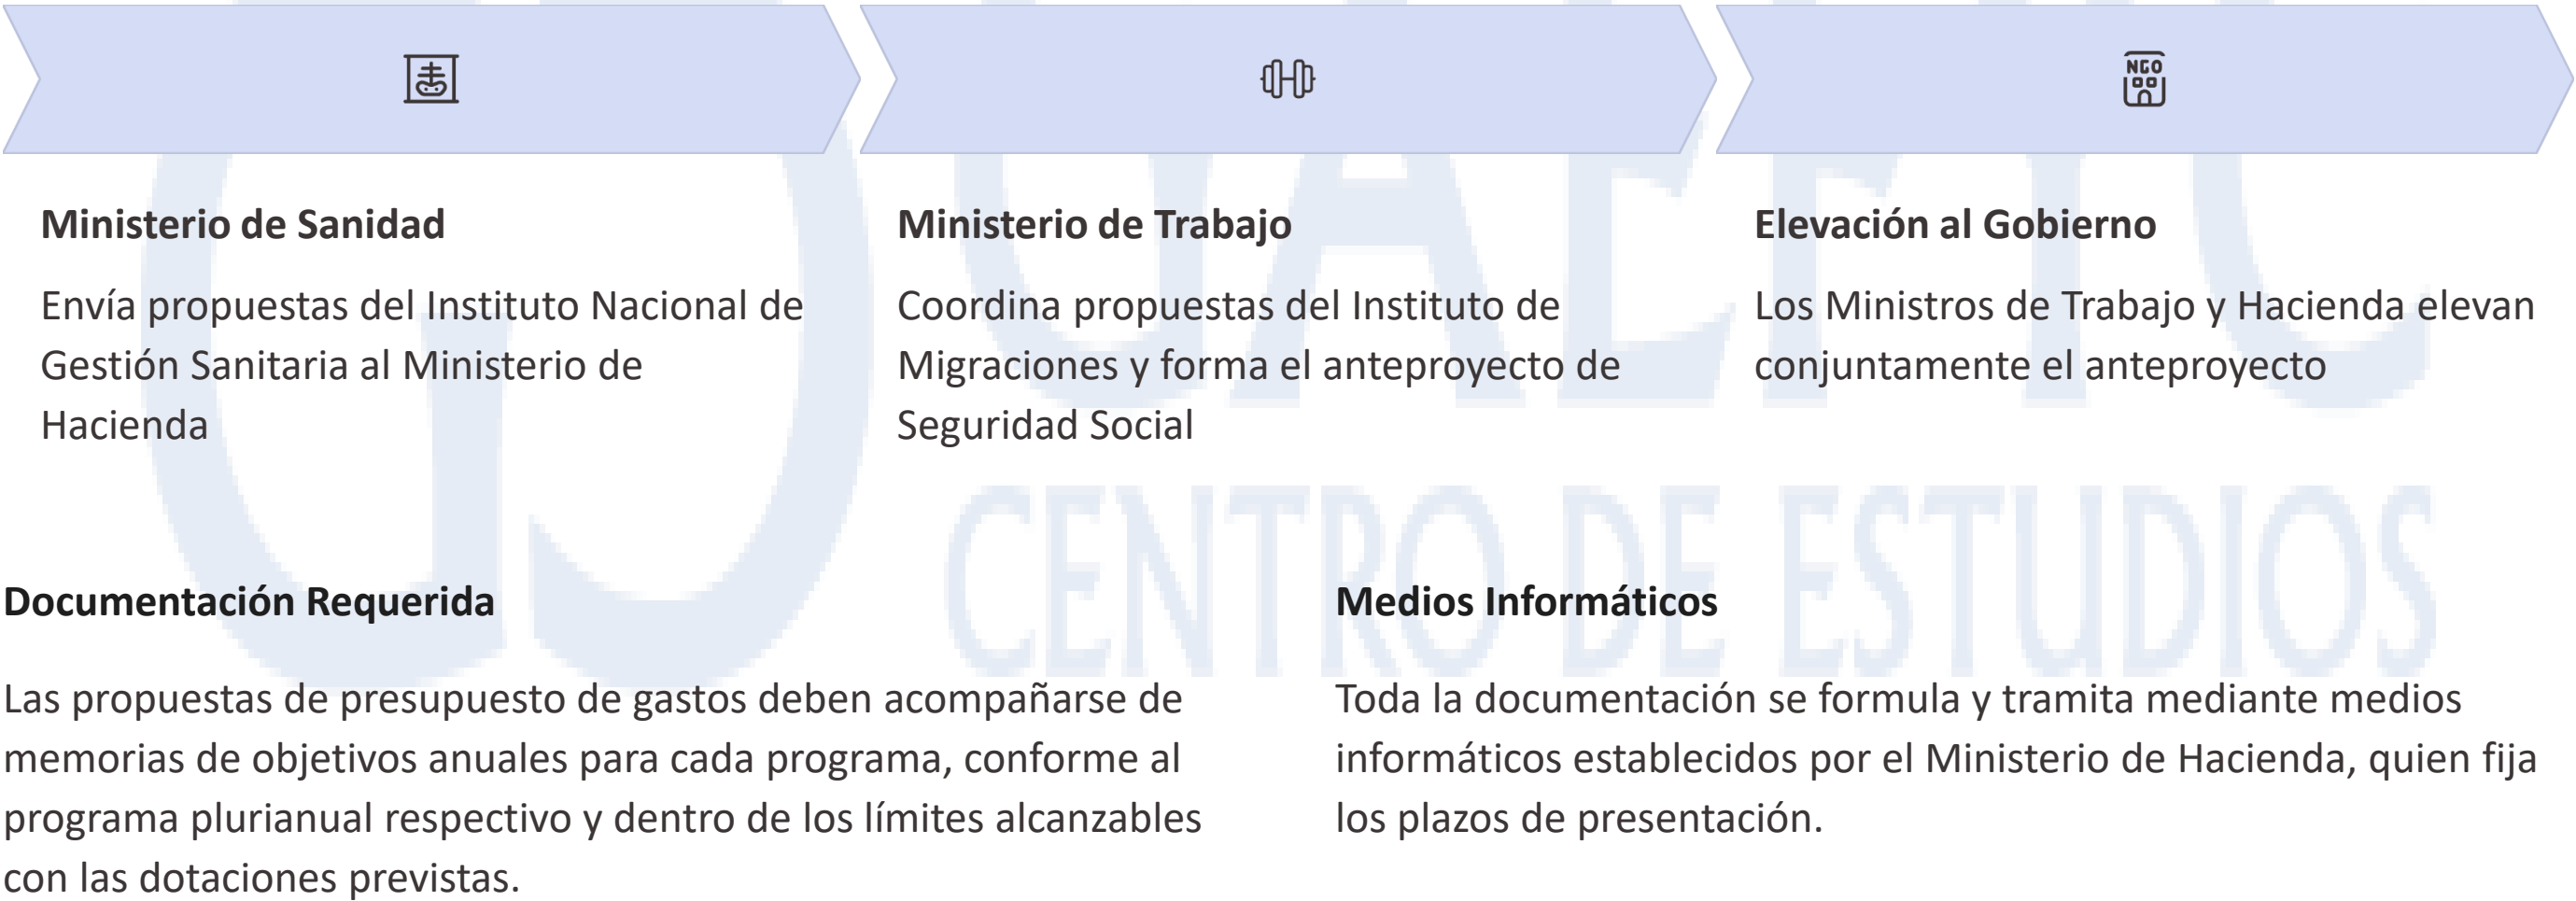 NGO
Ministerio de Sanidad
Envía propuestas del Instituto Nacional de
Gestión Sanitaria al Ministerio de
Hacienda
Ministerio de Trabajo
Coordina propuestas del Instituto de
Migraciones y forma el anteproyecto de
Seguridad Social
Elevación al Gobierno
Los Ministros de Trabajo y Hacienda elevan
conjuntamente el anteproyecto
CENTRO DE ESTUDIOS
Documentación Requerida
Las propuestas de presupuesto de gastos deben acompañarse de
memorias de objetivos anuales para cada programa, conforme al
programa plurianual respectivo y dentro de los límites alcanzables
con las dotaciones previstas.
Medios Informáticos
Toda la documentación se formula y tramita mediante medios
informáticos establecidos por el Ministerio de Hacienda, quien fija
los plazos de presentación.